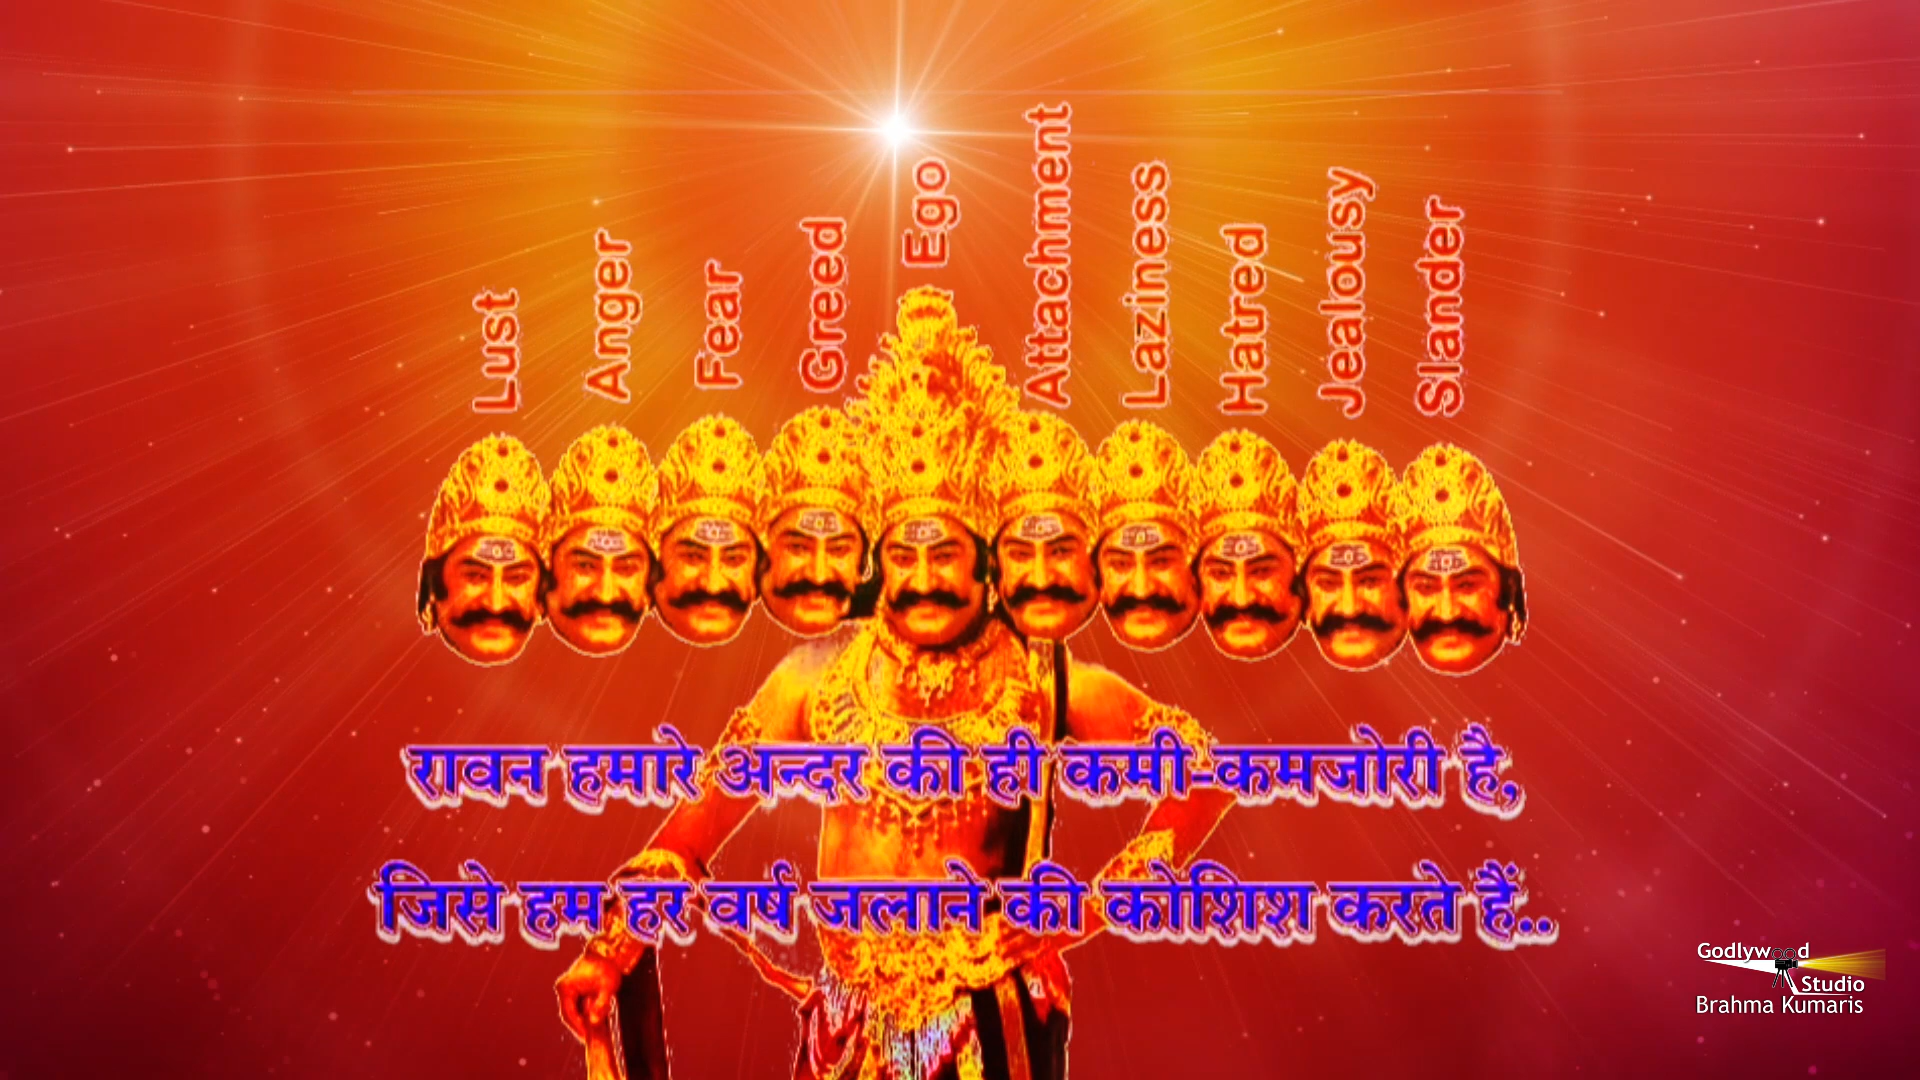 Lust
Anger
Fear
Greed
Ego
Attachment
Laziness
Hatred
Jealousy
Slander
रावन हमारे अन्दर की ही कमी-कमजोरी है,
जिसे हम हर वर्ष जलाने की कोशिश करते हैं..
Godlywood
Studio
Brahma Kumaris